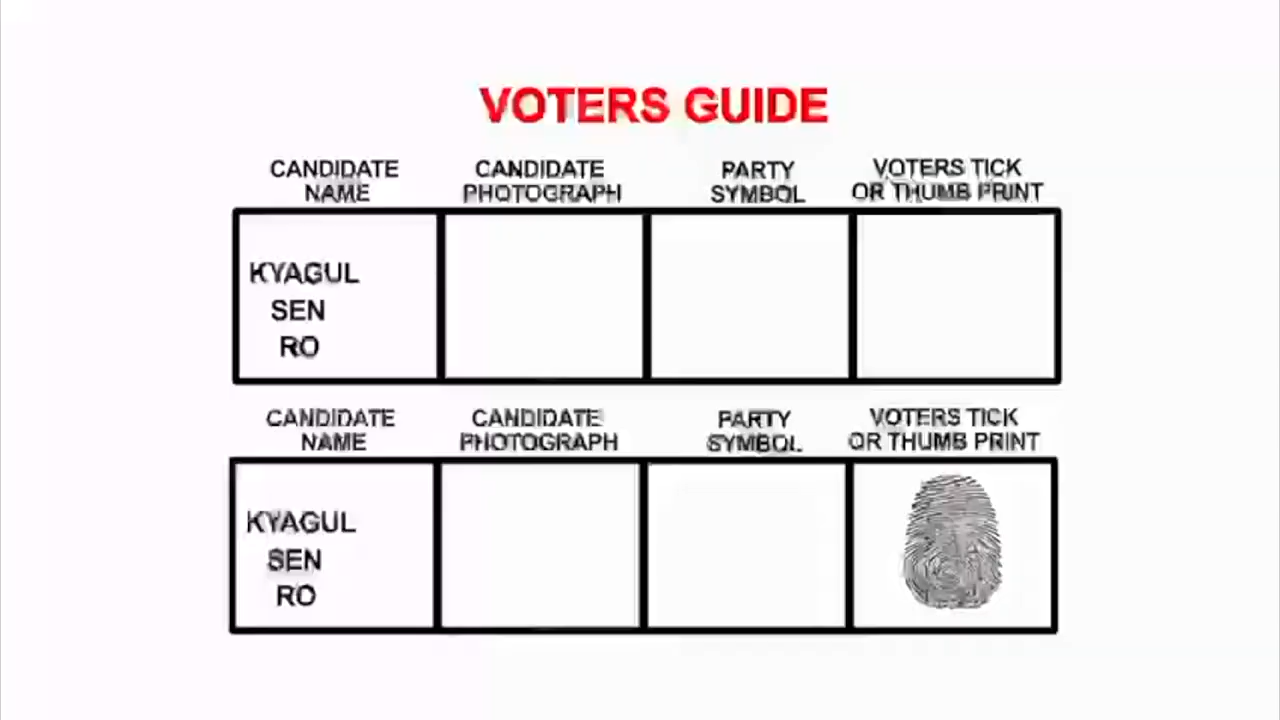 VOTERS GUIDE
CANDIDATE NAME
CANDIDATE PHOTOGRAPH
PARTY SYMBOL
VOTERS TICK OR THUMB PRINT
KYAGUL
SEN
RO
CANDIDATE NAME
CANDIDATE PHOTOGRAPH
PARTY SYMBOL
VOTERS TICK OR THUMB PRINT
KYAGUL
SEN
RO